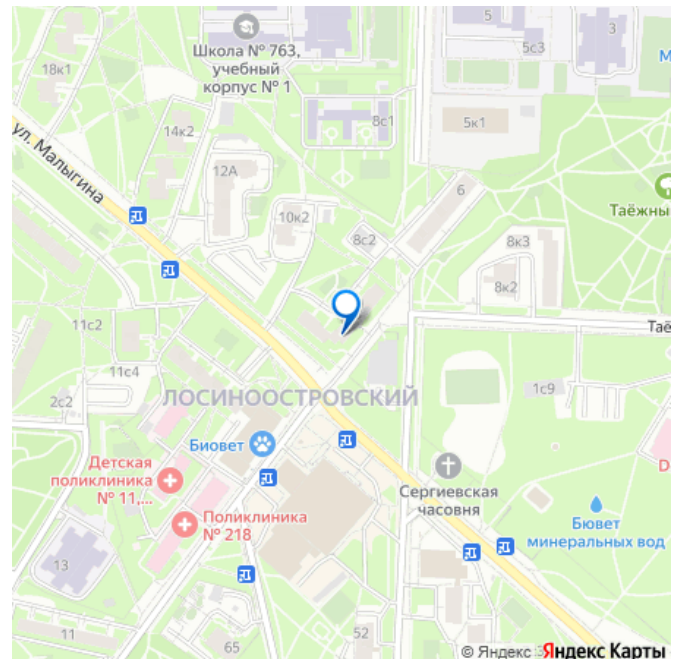 5
3
5с3
М
Школа № 763,
учебный
корпус № 1
18к1
8с1
5к1
14к2
ул. Малыгина
12А
6
Таёжны
10к2
8с2
8к3
8к2
Таё
11с2
11с4
2с2
ЛОСИНООСТРОВСКИЙ
1с9
Биовет
Детская
поликлиника
№ 11,...
D
Сергиевская
часовня
Поликлиника
№ 218
Бювет
минеральных вод
13
11
65
52
© Яндекс
Яндекс Карты